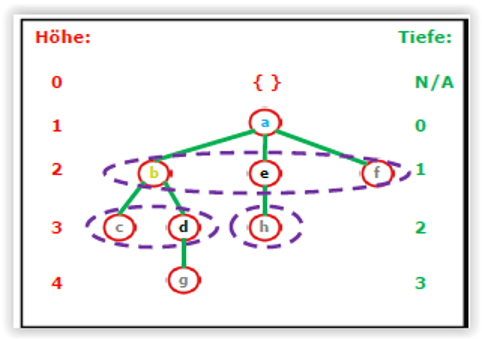 Höhe: Tiefe:
0 { } N/A
1 a 0
2 b e f 1
3 c d h 2
4 g 3